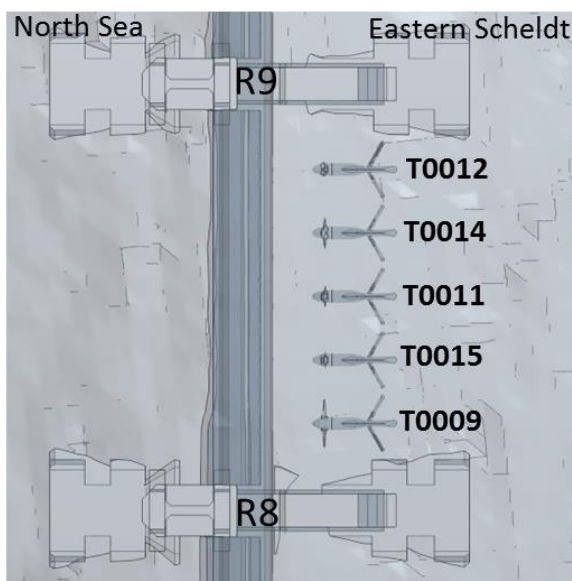 North Sea
Eastern Scheldt
R9
T0012
T0014
T0011
T0015
T0009
R8